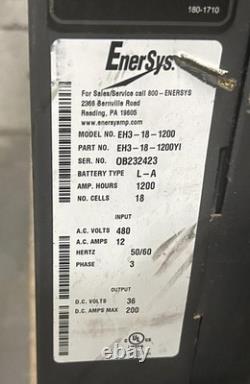 180-1710
EnerSys
For Sales/Service call 800 - ENERSYS
2366 Bernville Road
Reading, PA 19605
www.enersysmp.com
MODEL NO. EH3-18-1200
PART NO. EH3-18-1200YI
SER. NO. OB232423
BATTERY TYPE L-A
AMP. HOURS 1200
NO. CELLS 18
INPUT
A.C. VOLTS 480
A.C. AMPS 12
HERTZ 50/60
PHASE 3
OUTPUT
D.C. VOLTS 36
D.C. AMPS MAX 200
UL